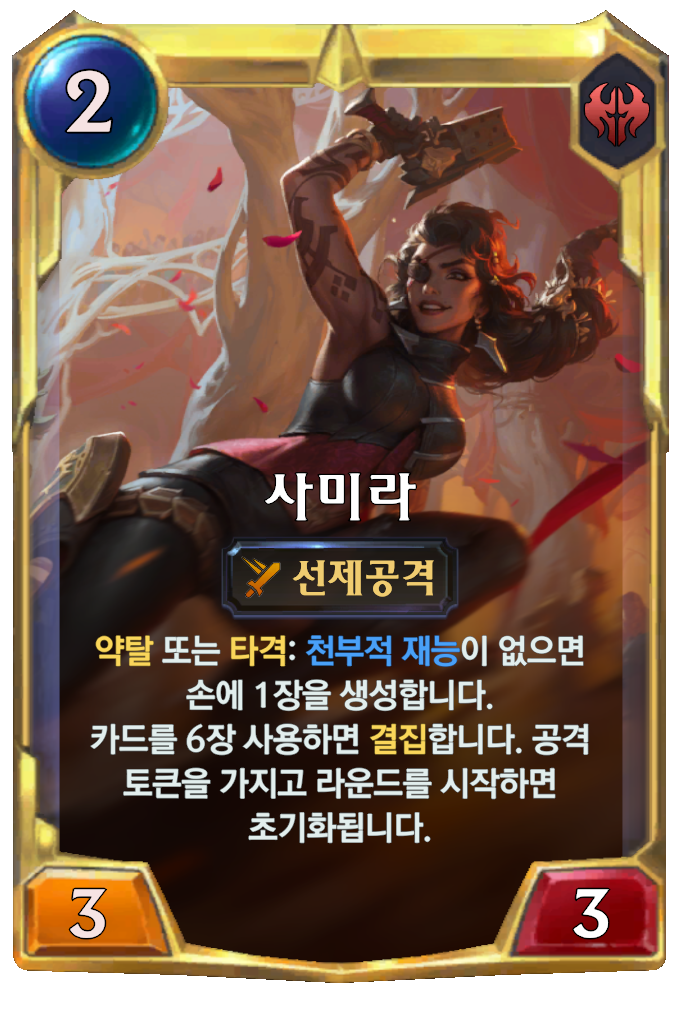 2
사미라
선제공격
약탈 또는 타격: 천부적 재능이 없으면
손에 1장을 생성합니다.
카드를 6장 사용하면 결집합니다. 공격
토큰을 가지고 라운드를 시작하면
초기화됩니다.
3
3